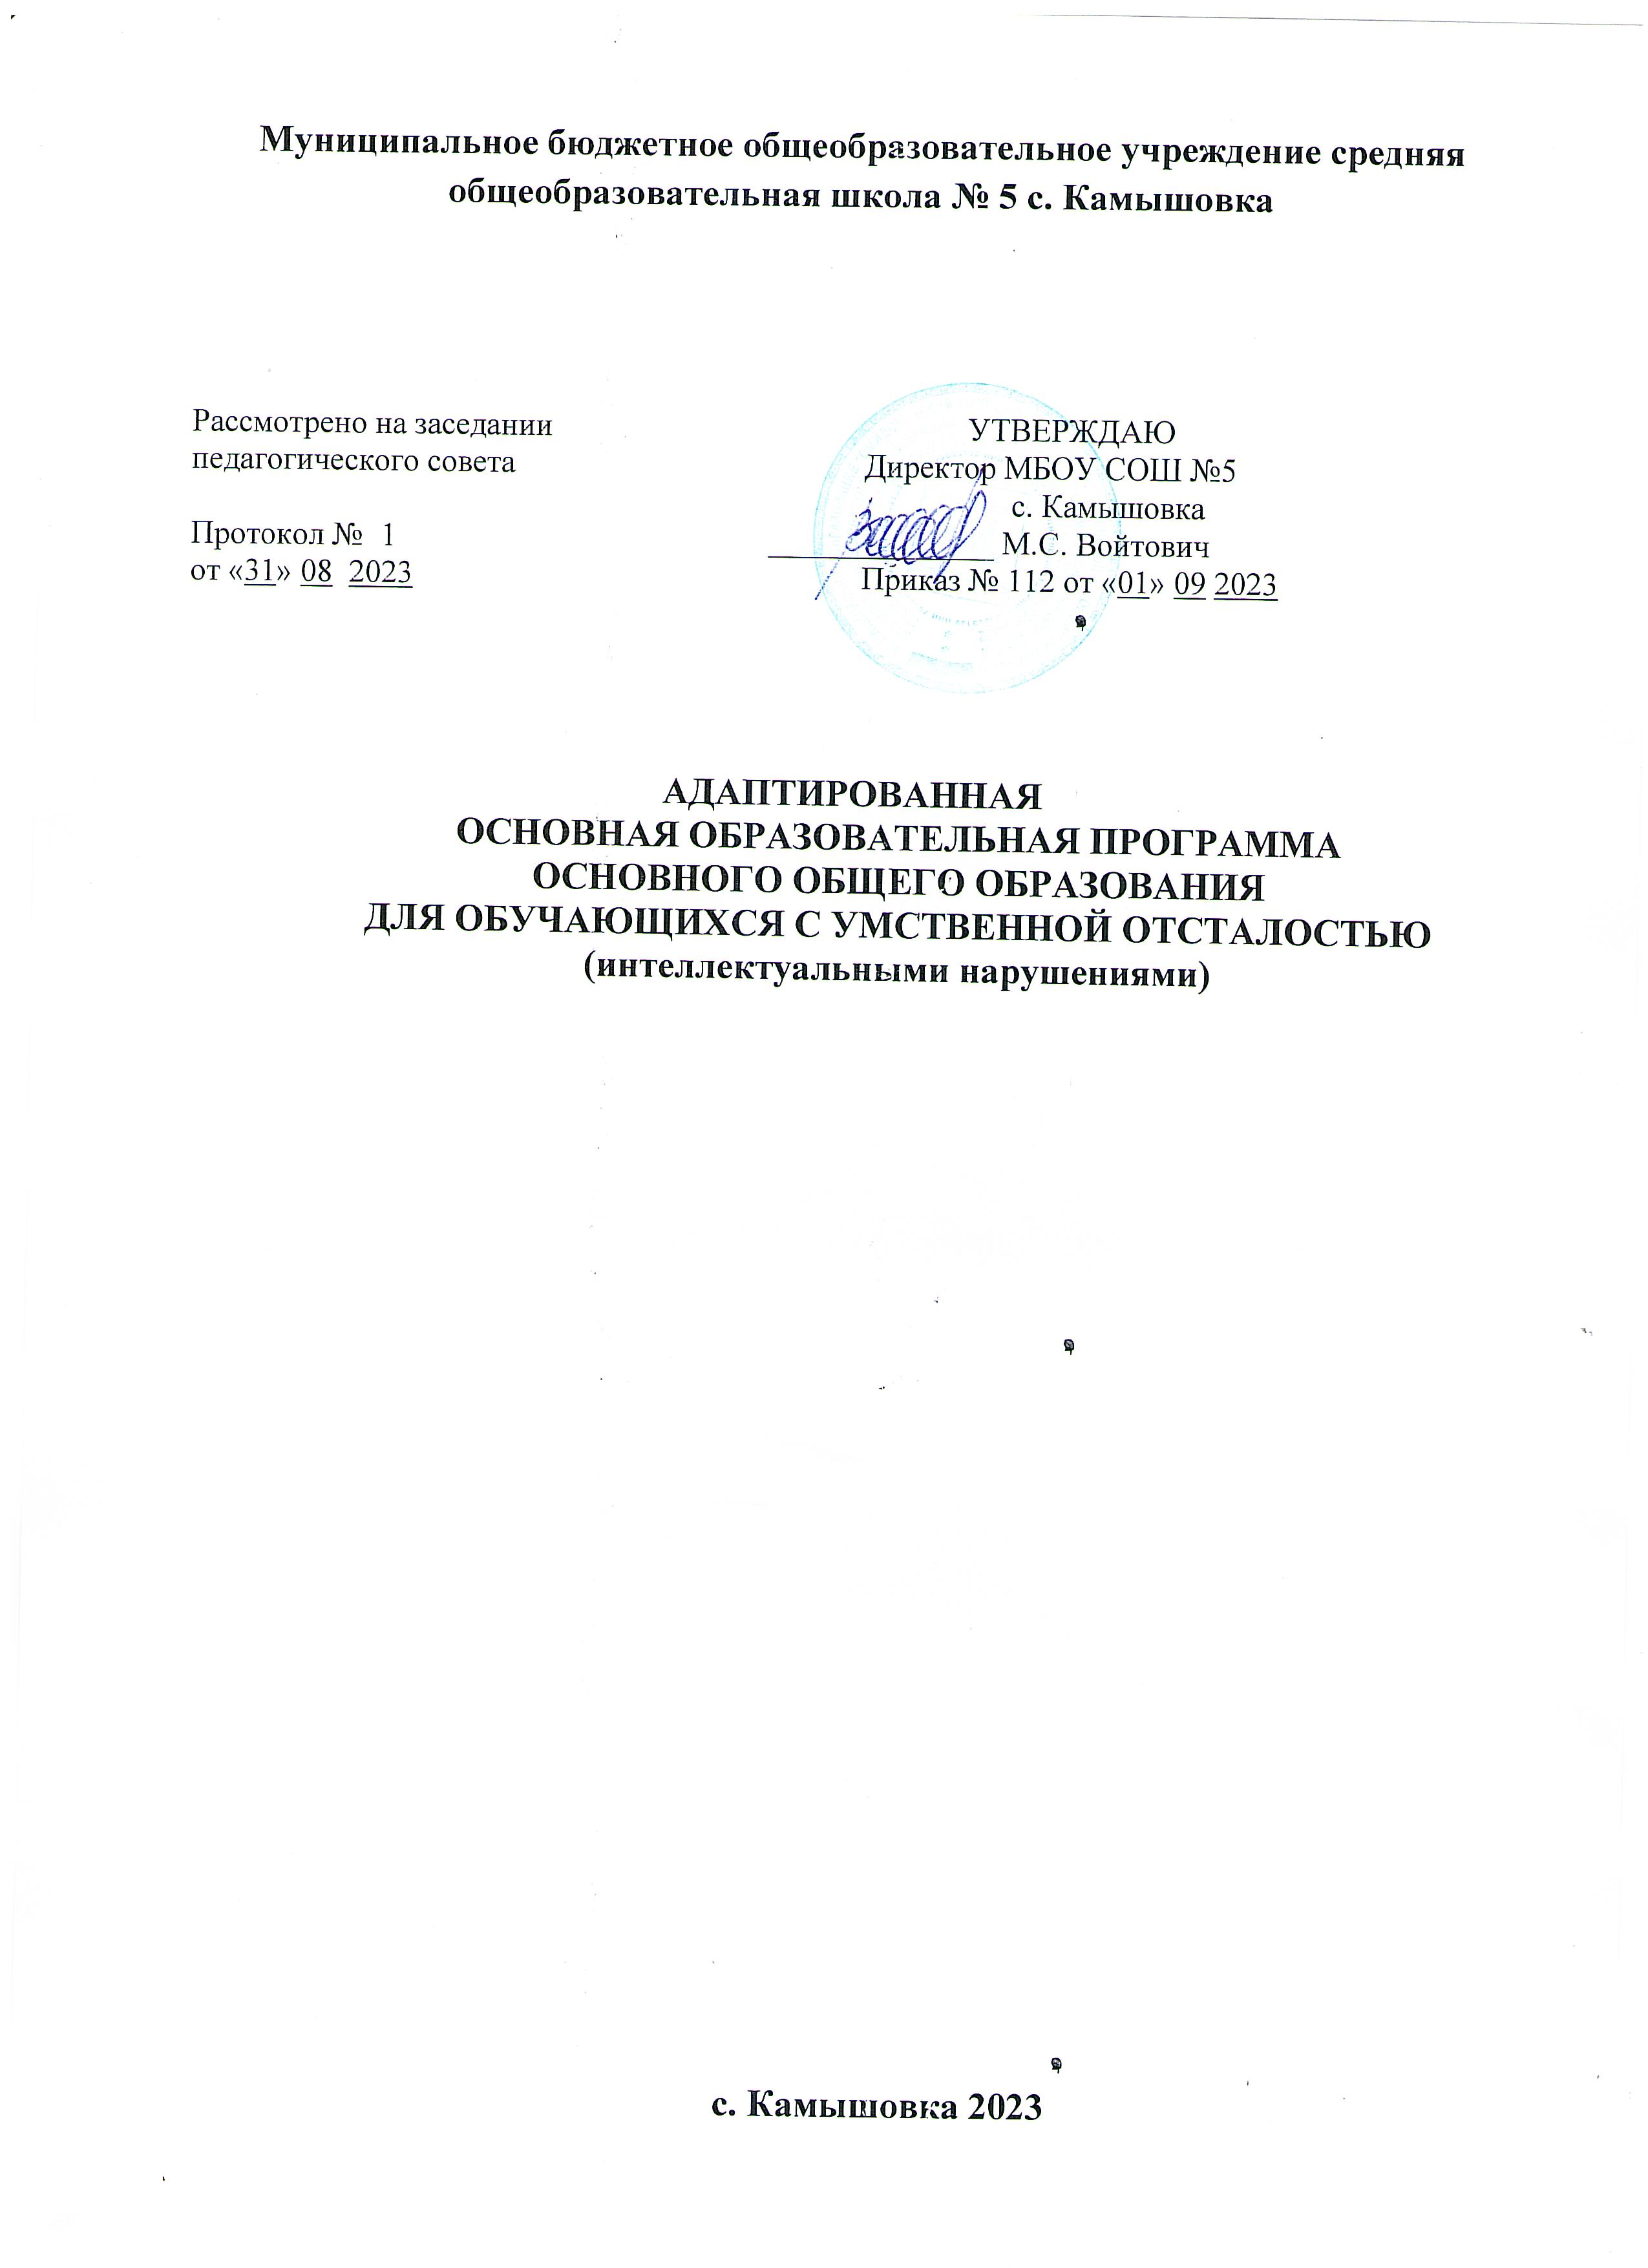 Муниципальное бюджетное общеобразовательное учреждение средняя
общеобразовательная школа № 5 с. Камышовка
Рассмотрено на заседании
педагогического совета
Протокол № 1
от «31» 08 2023
УТВЕРЖДАЮ
Директор МБОУ СОШ №5
с. Камышовка
М.С. Войтович
Приказ № 112 от «01» 09 2023
АДАПТИРОВАННАЯ
ОСНОВНАЯ ОБРАЗОВАТЕЛЬНАЯ ПРОГРАММА
ОСНОВНОГО ОБЩЕГО ОБРАЗОВАНИЯ
ДЛЯ ОБУЧАЮЩИХСЯ С УМСТВЕННОЙ ОТСТАЛОСТЬЮ
(интеллектуальными нарушениями)
с. Камышовка 2023